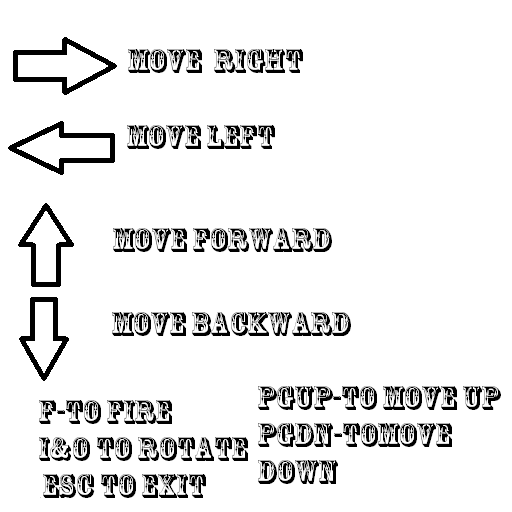 MOVE RIGHT
MOVE LEFT
MOVE FORWARD
MOVE BACKWARD
F-TO FIRE
I&O TO ROTATE
ESC TO EXIT
PGUP-TO MOVE UP
PGDN-TOMOVE
DOWN